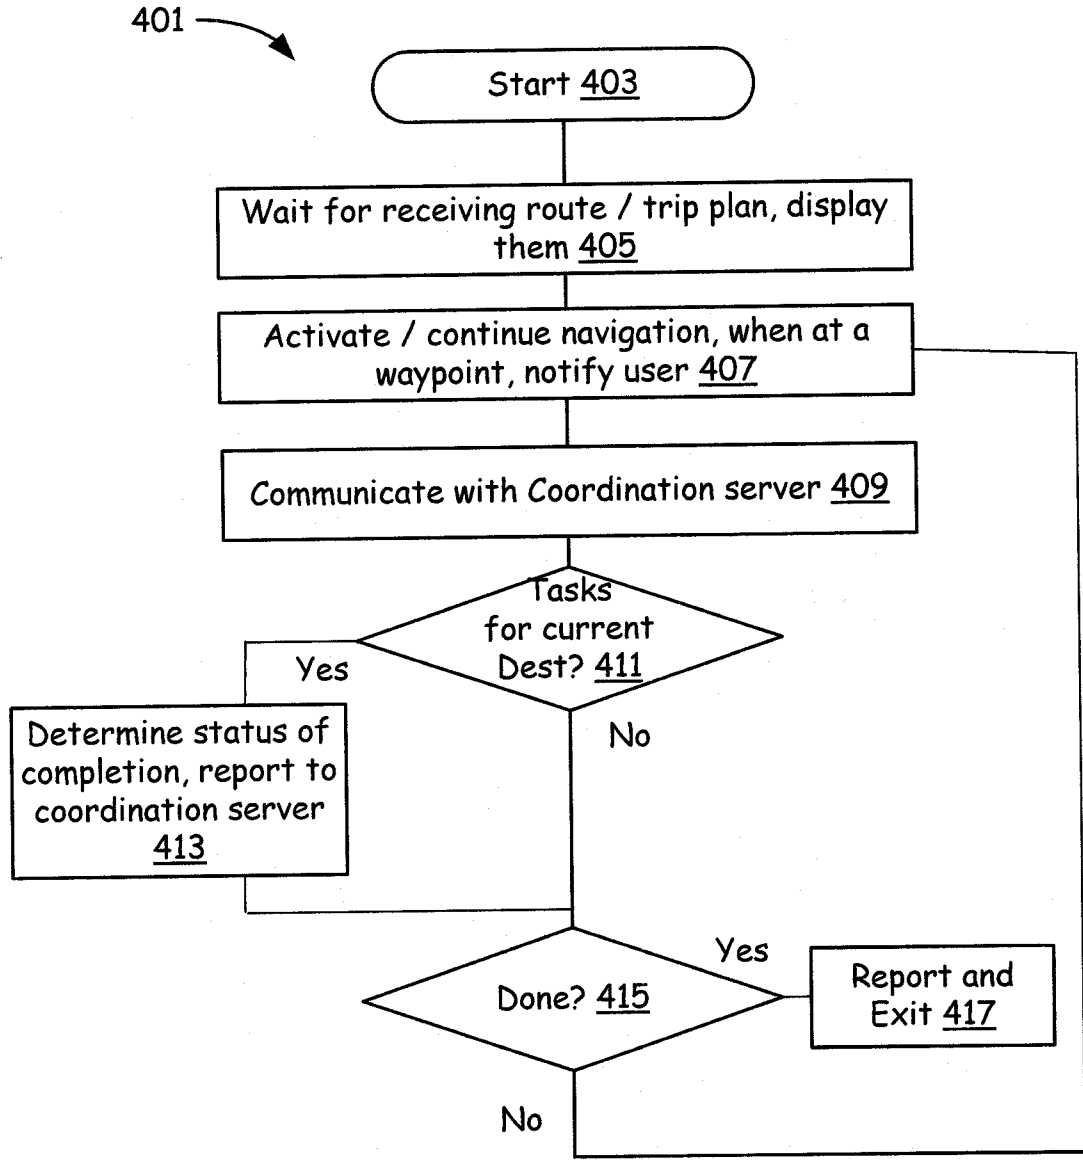 401
Start 403
Wait for receiving route / trip plan, display
them 405
Activate / continue navigation, when at a
waypoint, notify user 407
Communicate with Coordination server 409
Tasks
for current
Dest? 411
Yes
No
Determine status of
completion, report to
coordination server
413
Done? 415
Yes
Report and
Exit 417
No